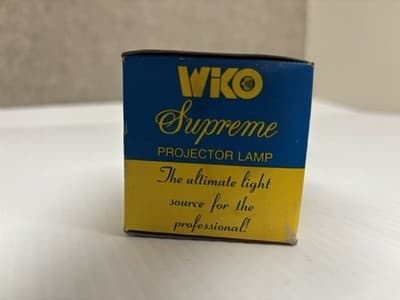 WiKO
Supreme
PROJECTOR LAMP
The ultimate light
source for the
professional!